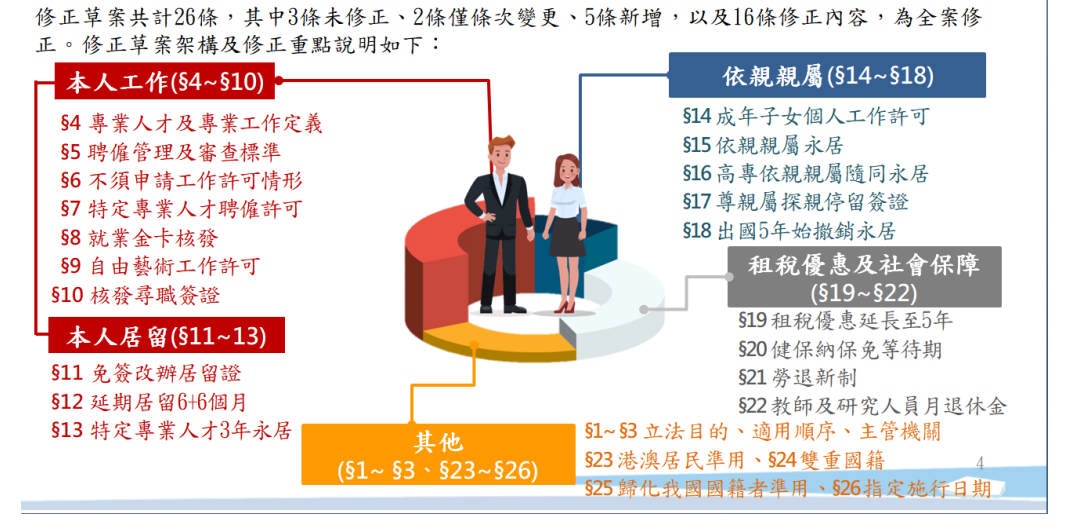 修正草案共計26條，其中3條未修正、2條僅條次變更、5條新增，以及16條修正內容，為全案修
正。修正草案架構及修正重點說明如下：
本人工作(§4~§10)
§4 專業人才及專業工作定義
§5 聘僱管理及審查標準
§6 不須申請工作許可情形
§7 特定專業人才聘僱許可
§8 就業金卡核發
§9 自由藝術工作許可
§10 核發尋職簽證
本人居留(§11~13)
§11 免簽改辦居留證
§12 延期居留6+6個月
§13 特定專業人才3年永居
依親親屬(§14~§18)
§14 成年子女個人工作許可
§15 依親親屬永居
§16 高專依親親屬隨同永居
§17 尊親屬探親停留簽證
§18 出國5年始撤銷永居
租稅優惠及社會保障
(§19~§22)
§19 租稅優惠延長至5年
§20 健保納保免等待期
§21 勞退新制
§22 教師及研究人員月退休金
其他
(§1~ §3、§23~§26)
§1~ §3 立法目的、適用順序、主管機關
§23 港澳居民準用、§24 雙重國籍
§25 歸化我國國籍者準用、§26指定施行日期
4